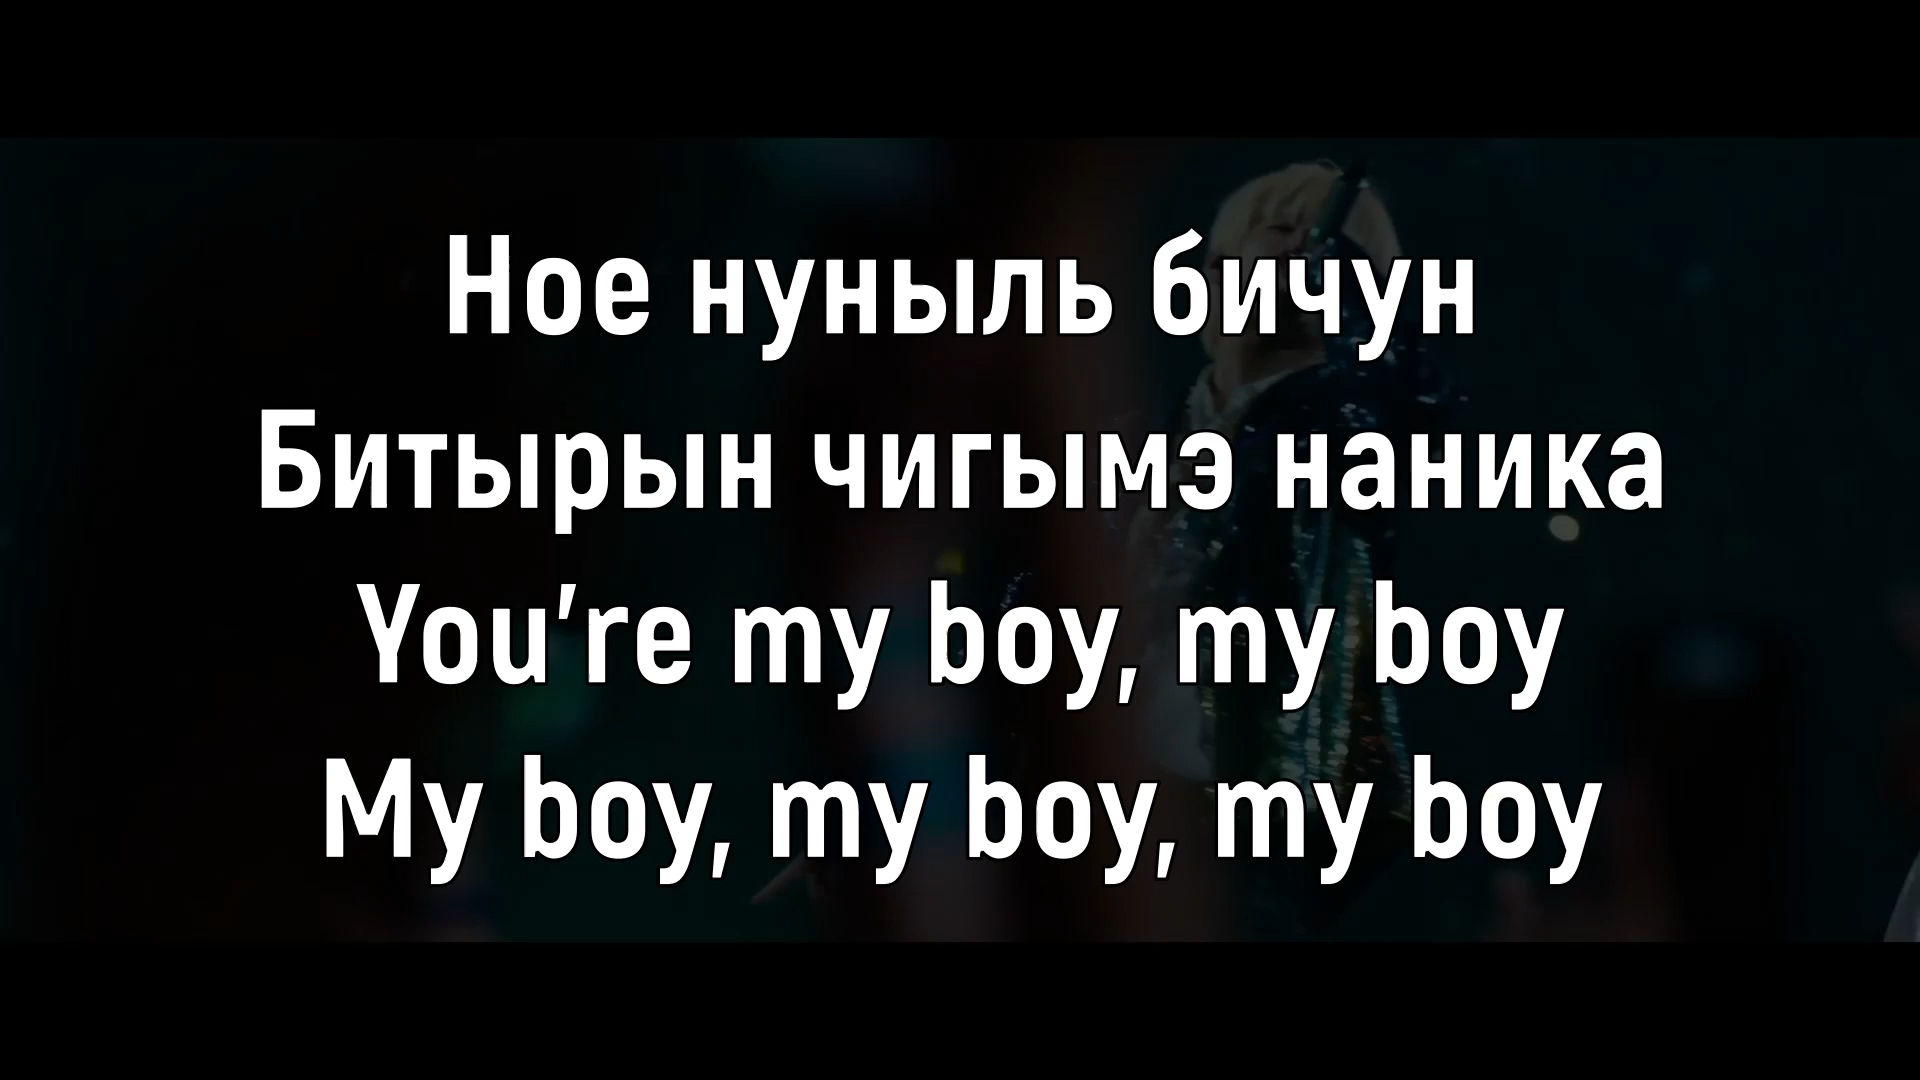 Ное нуныль бичун
Битырын чигымэ наника
You’re my boy, my boy
My boy, my boy, my boy